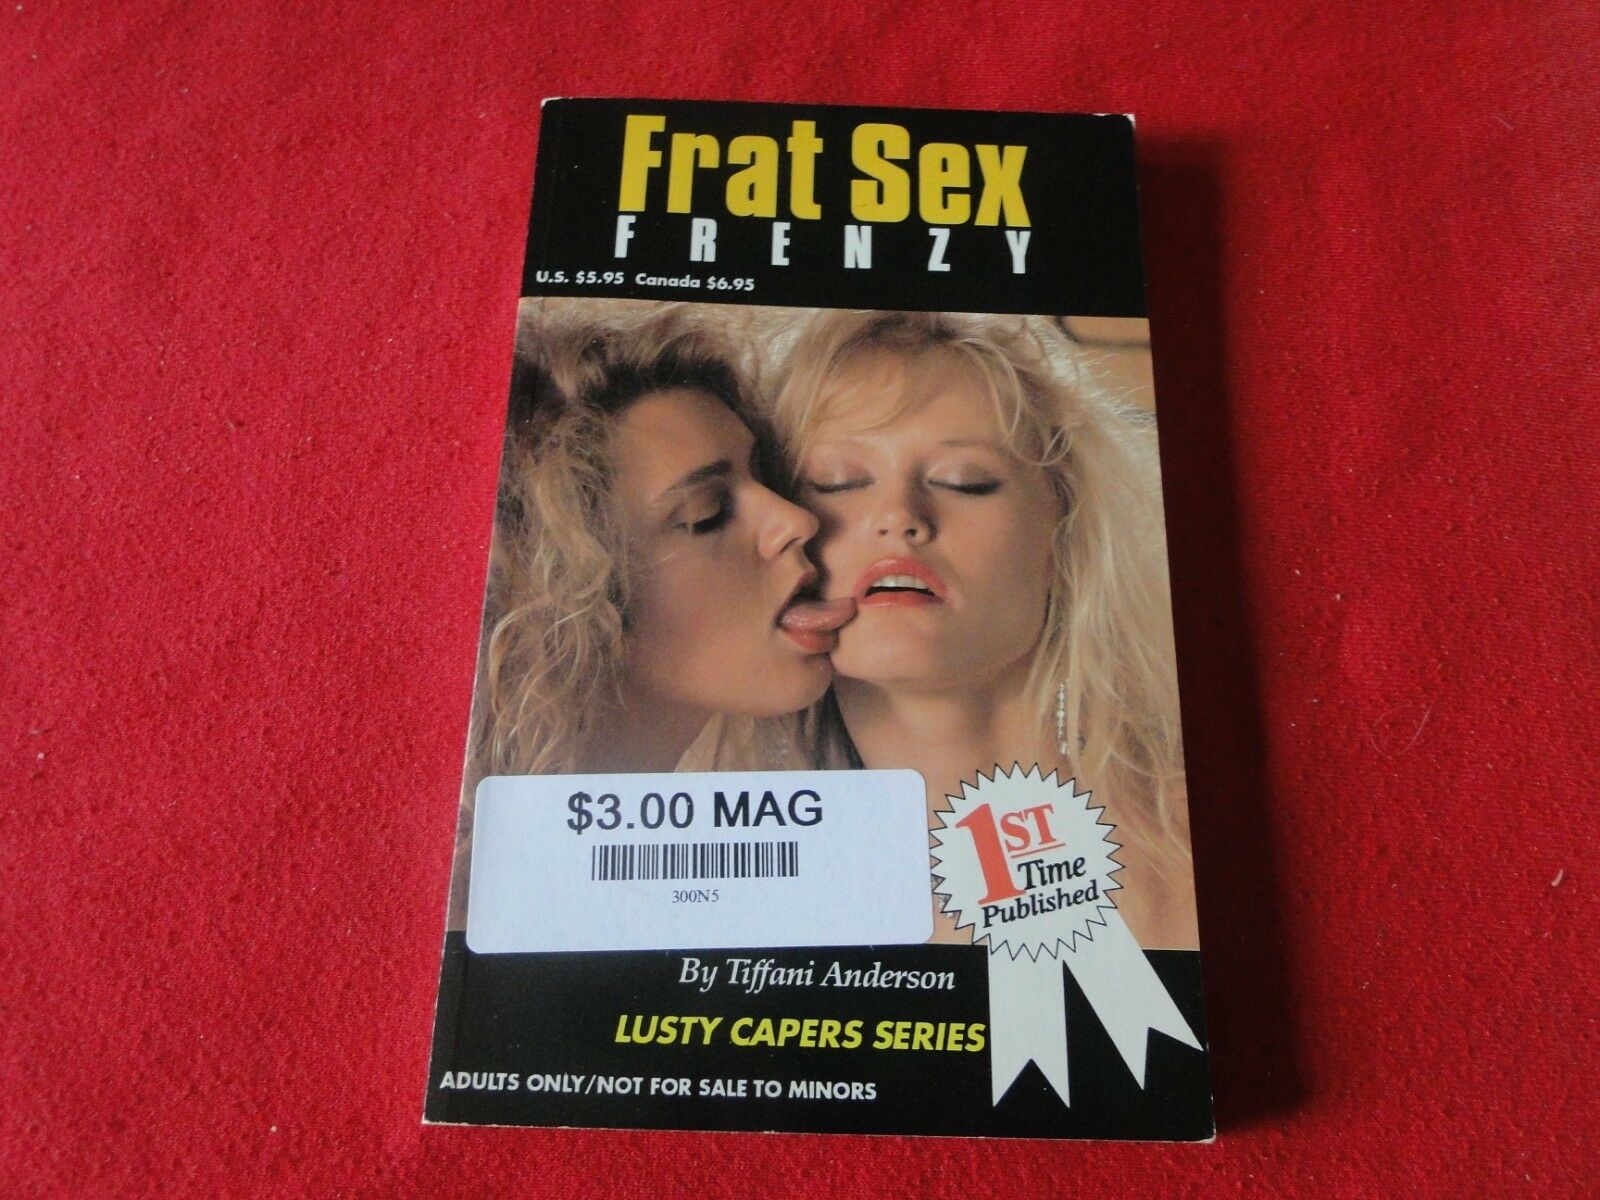 Frat Sex
FRENZY
U.S. $5.95 Canada $6.95
$3.00 MAG
300N5
1ST
Time
Published
By Tiffani Anderson
LUSTY CAPERS SERIES
ADULTS ONLY/NOT FOR SALE TO MINORS